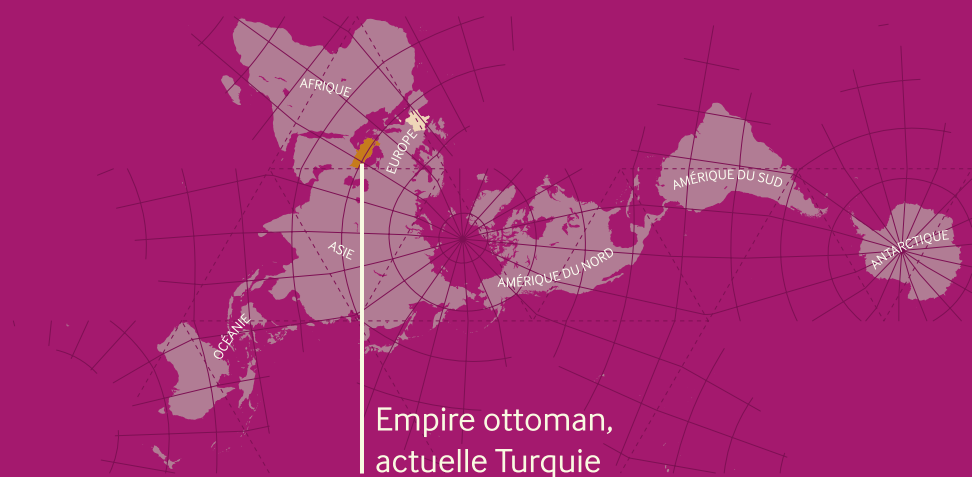 AFRIQUE
EUROPE
AMÉRIQUE DU SUD
ASIE
AMÉRIQUE DU NORD
ANTARCTIQUE
OCÉANIE
Empire ottoman,
actuelle Turquie